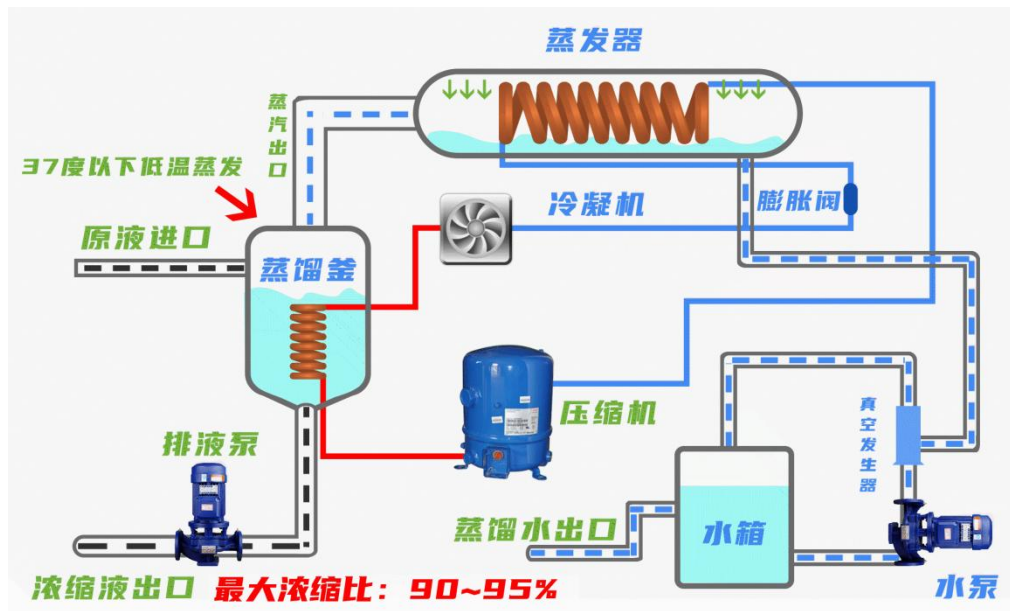 蒸发器
蒸汽出口
37度以下低温蒸发
原液进口
蒸馏釜
冷凝机
膨胀阀
压缩机
真空发生器
排液泵
蒸馏水出口
水箱
水泵
浓缩液出口 最大浓缩比：90~95%